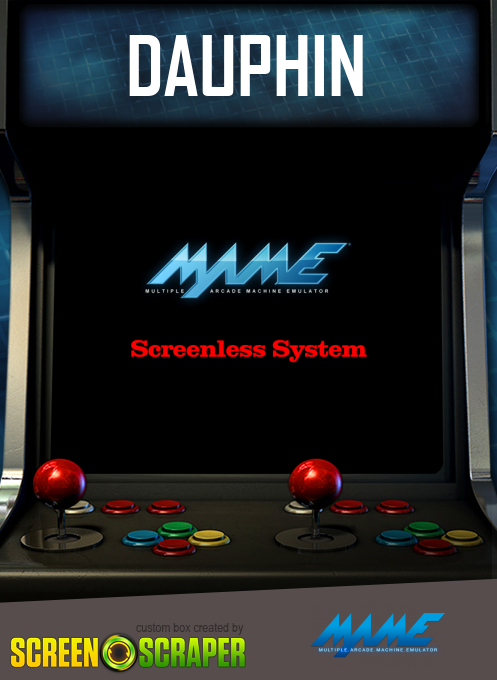 DAUPHIN
MAME
MULTIPLE ARCADE MACHINE EMULATOR
Screenless System
custom box created by
SCREEN SCRAPER
MAME
MULTIPLE ARCADE MACHINE EMULATOR